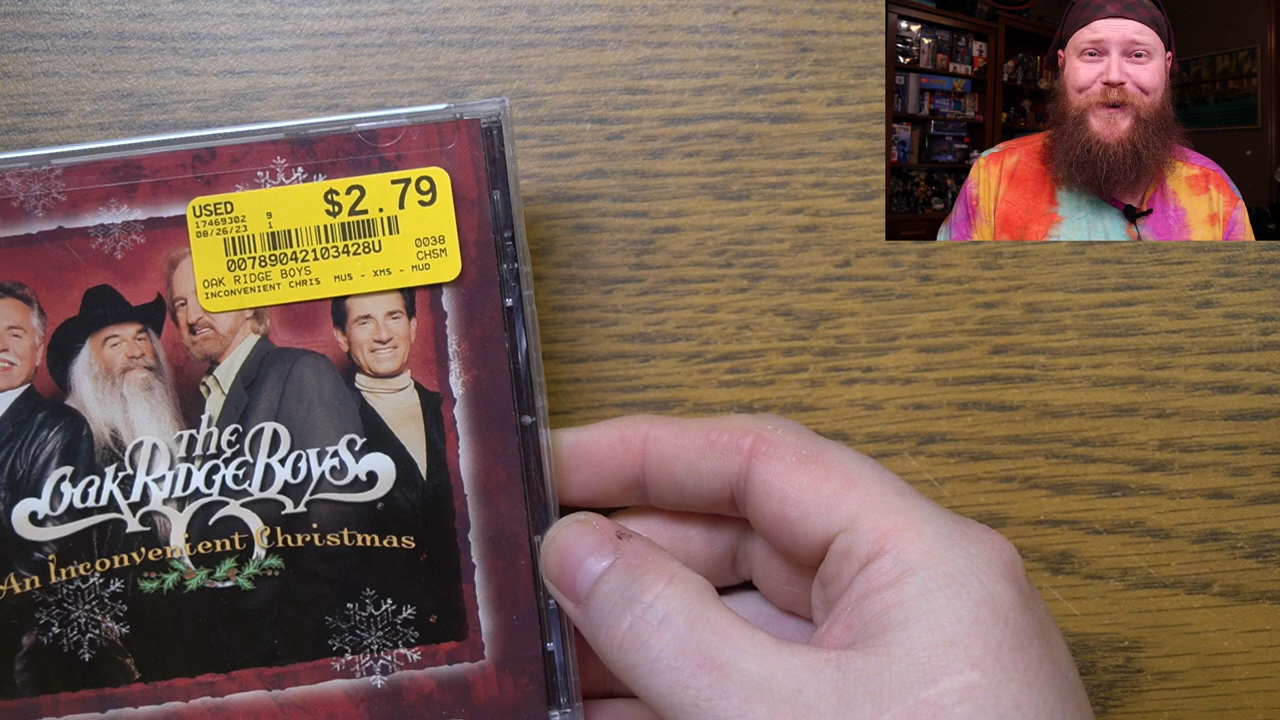 USED
$2.79
17469302 9
08/26/23 1
00789042103428U
0038
CHSM
OAK RIDGE BOYS
INCONVENIENT CHRIS MUS - XMS - MUD
the
Oak Ridge Boys
An Inconvenient Christmas